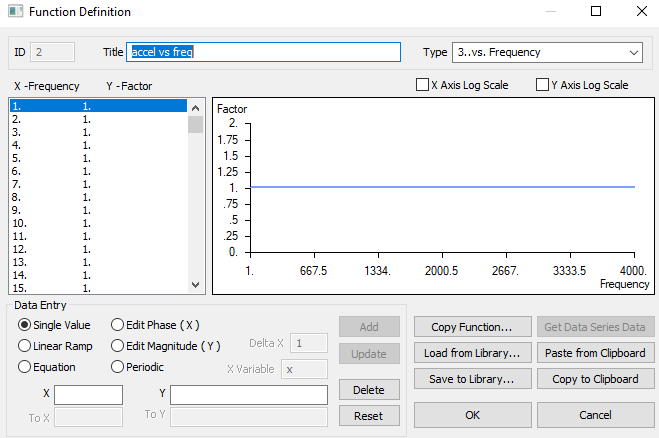 Function Definition
ID 2 Title accel vs freq Type 3..vs. Frequency
X -Frequency Y -Factor X Axis Log Scale Y Axis Log Scale
1. 1.
2. 1.
3. 1.
4. 1.
5. 1.
6. 1.
7. 1.
8. 1.
9. 1.
10. 1.
11. 1.
12. 1.
13. 1.
14. 1.
15. 1.
Factor
2.
1.75
1.5
1.25
1.
.75
.5
.25
0.
1. 667.5 1334. 2000.5 2667. 3333.5 4000.
Frequency
Data Entry
Single Value Edit Phase ( X ) Add
Linear Ramp Edit Magnitude ( Y ) Delta X 1 Update
Equation Periodic X Variable x
X Y Delete
To X To Y Reset
Copy Function... Get Data Series Data
Load from Library... Paste from Clipboard
Save to Library... Copy to Clipboard
OK Cancel